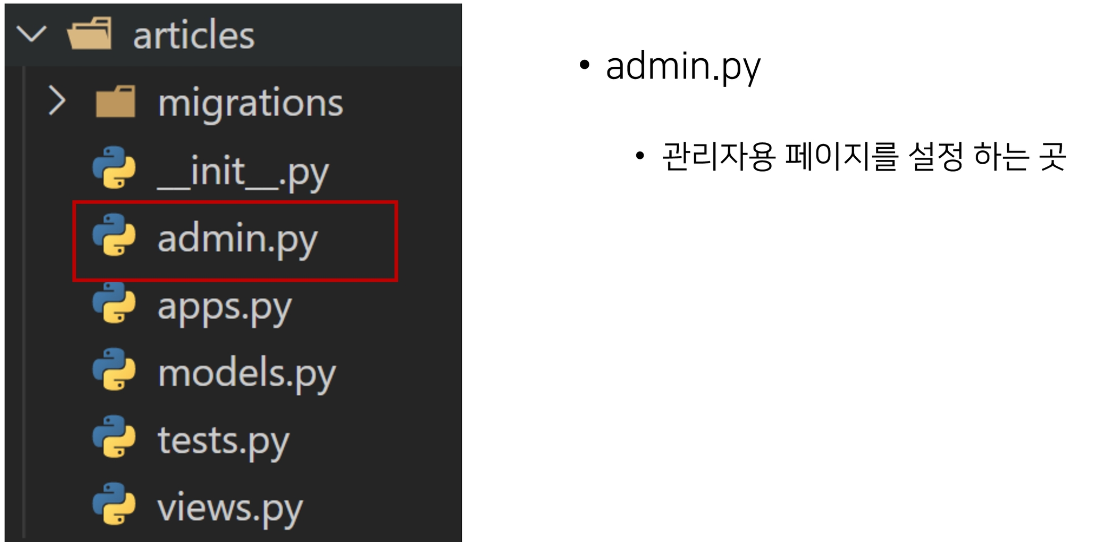 articles
migrations
__init__.py
admin.py
apps.py
models.py
tests.py
views.py
• admin.py
• 관리자용 페이지를 설정 하는 곳